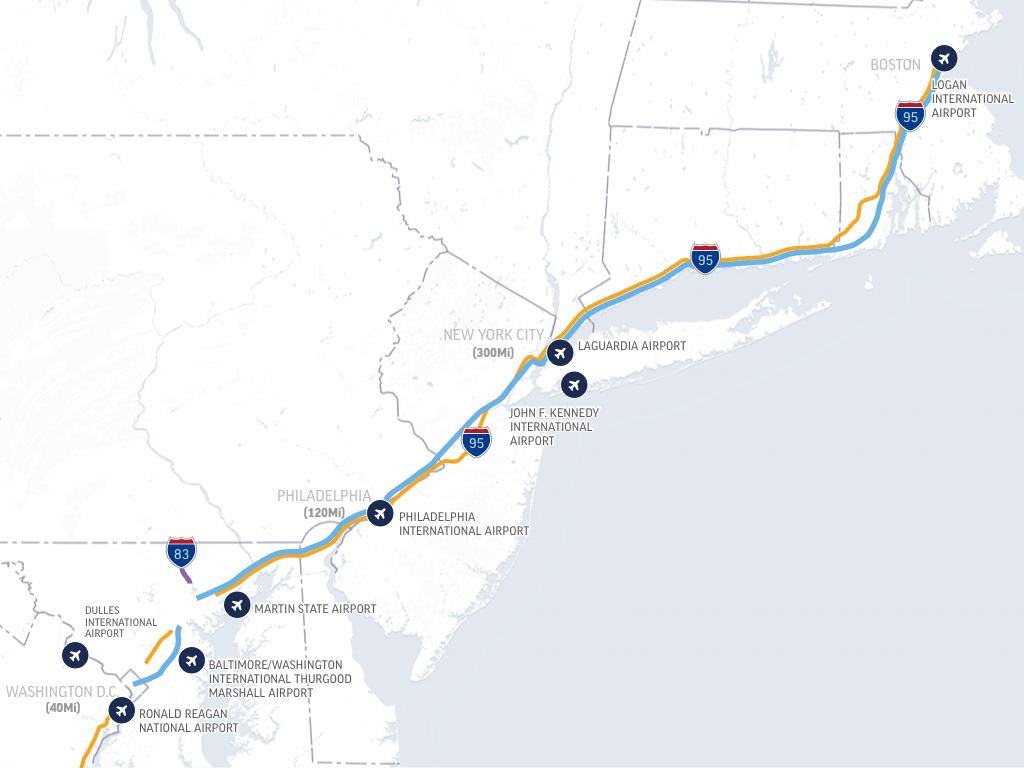 BOSTON
LOGAN
INTERNATIONAL
AIRPORT
95
95
NEW YORK CITY
(300Mi)
LAGUARDIA AIRPORT
JOHN F. KENNEDY
INTERNATIONAL
AIRPORT
95
PHILADELPHIA
(120Mi)
PHILADELPHIA
INTERNATIONAL AIRPORT
83
MARTIN STATE AIRPORT
DULLES
INTERNATIONAL
AIRPORT
BALTIMORE/WASHINGTON
INTERNATIONAL THURGOOD
MARSHALL AIRPORT
WASHINGTON D.C.
(40Mi)
RONALD REAGAN
NATIONAL AIRPORT